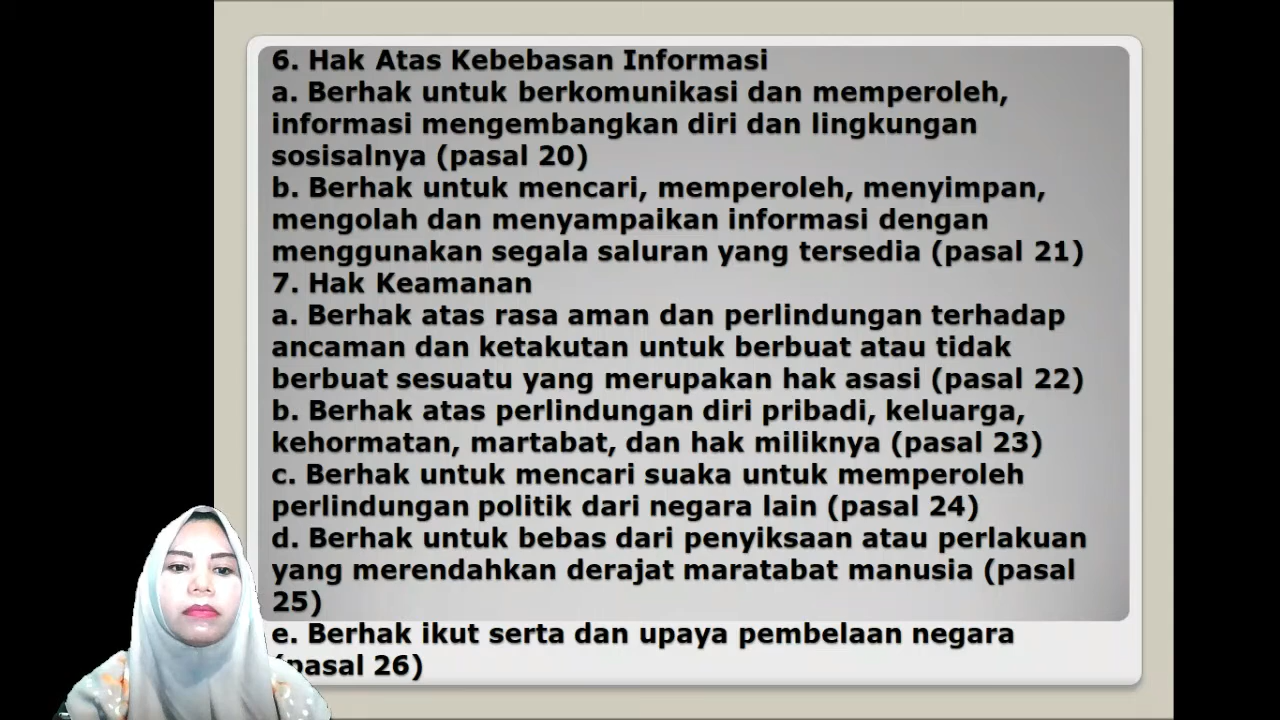 6. Hak Atas Kebebasan Informasi
a. Berhak untuk berkomunikasi dan memperoleh,
informasi mengembangkan diri dan lingkungan
sosisalnya (pasal 20)
b. Berhak untuk mencari, memperoleh, menyimpan,
mengolah dan menyampaikan informasi dengan
menggunakan segala saluran yang tersedia (pasal 21)
7. Hak Keamanan
a. Berhak atas rasa aman dan perlindungan terhadap
ancaman dan ketakutan untuk berbuat atau tidak
berbuat sesuatu yang merupakan hak asasi (pasal 22)
b. Berhak atas perlindungan diri pribadi, keluarga,
kehormatan, martabat, dan hak miliknya (pasal 23)
c. Berhak untuk mencari suaka untuk memperoleh
perlindungan politik dari negara lain (pasal 24)
d. Berhak untuk bebas dari penyiksaan atau perlakuan
yang merendahkan derajat maratabat manusia (pasal
25)
e. Berhak ikut serta dan upaya pembelaan negara
(pasal 26)